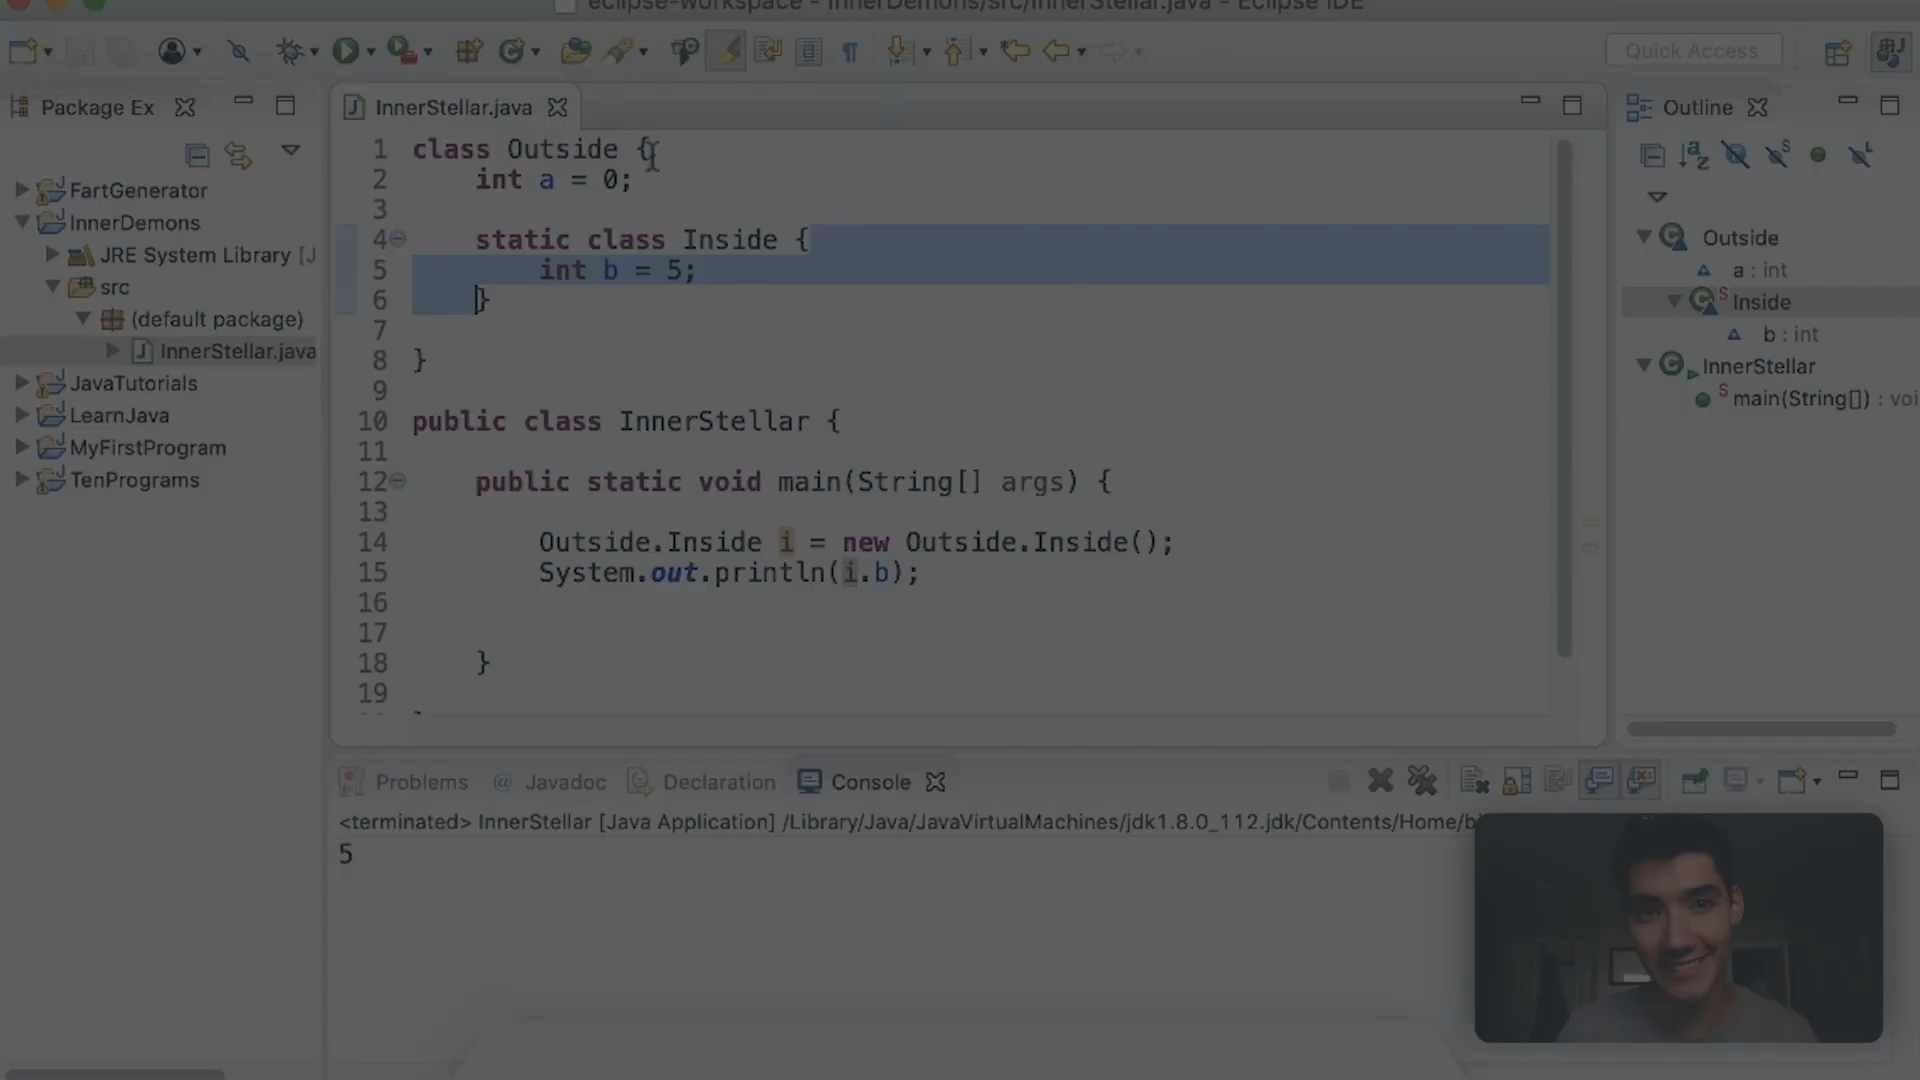 eclipse-workspace - InnerDemons/src/InnerStellar.java - Eclipse IDE
Quick Access
Package Ex
InnerStellar.java
Outline
FartGenerator
InnerDemons
JRE System Library [J
src
(default package)
InnerStellar.java
JavaTutorials
LearnJava
MyFirstProgram
TenPrograms
1 class Outside {
2 int a = 0;
3
4 static class Inside {
5 int b = 5;
6 }
7
8 }
9
10 public class InnerStellar {
11
12 public static void main(String[] args) {
13
14 Outside.Inside i = new Outside.Inside();
15 System.out.println(i.b);
16
17
18 }
19
Outside
a : int
S Inside
b : int
InnerStellar
S main(String[]) : voi
Problems @ Javadoc Declaration Console
<terminated> InnerStellar [Java Application] /Library/Java/JavaVirtualMachines/jdk1.8.0_112.jdk/Contents/Home/b
5